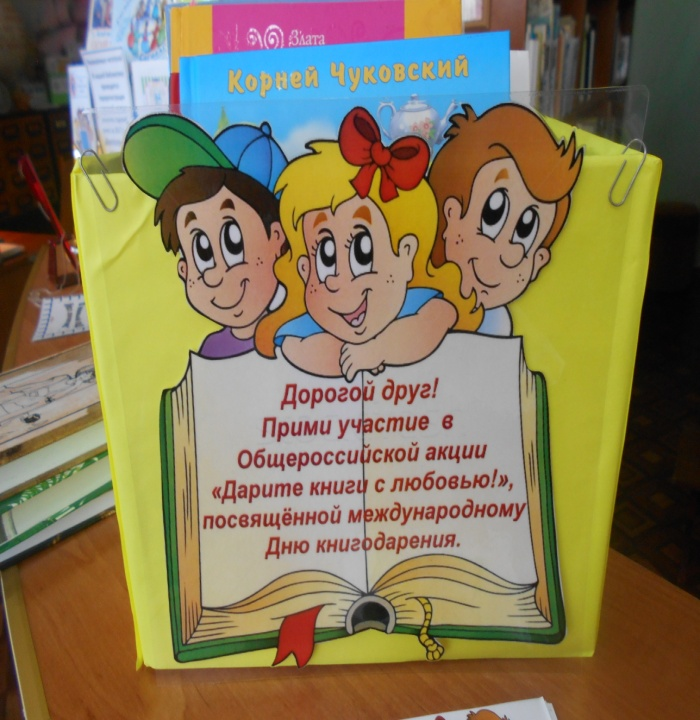 Злата
Корней Чуковский
Дорогой друг!
Прими участие в
Общероссийской акции
«Дарите книги с любовью!»,
посвящённой международному
Дню книгодарения.